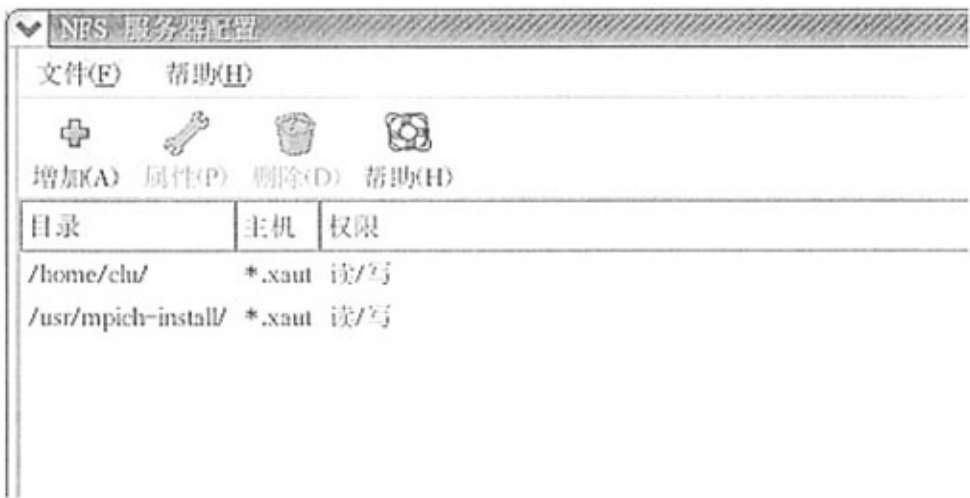 NFS 服务器配置
文件(F) 帮助(H)
增加(A) 属性(P) 删除(D) 帮助(H)
目录 主机 权限
/home/clu/ *.xaut 读/写
/usr/mpich-install/ *.xaut 读/写